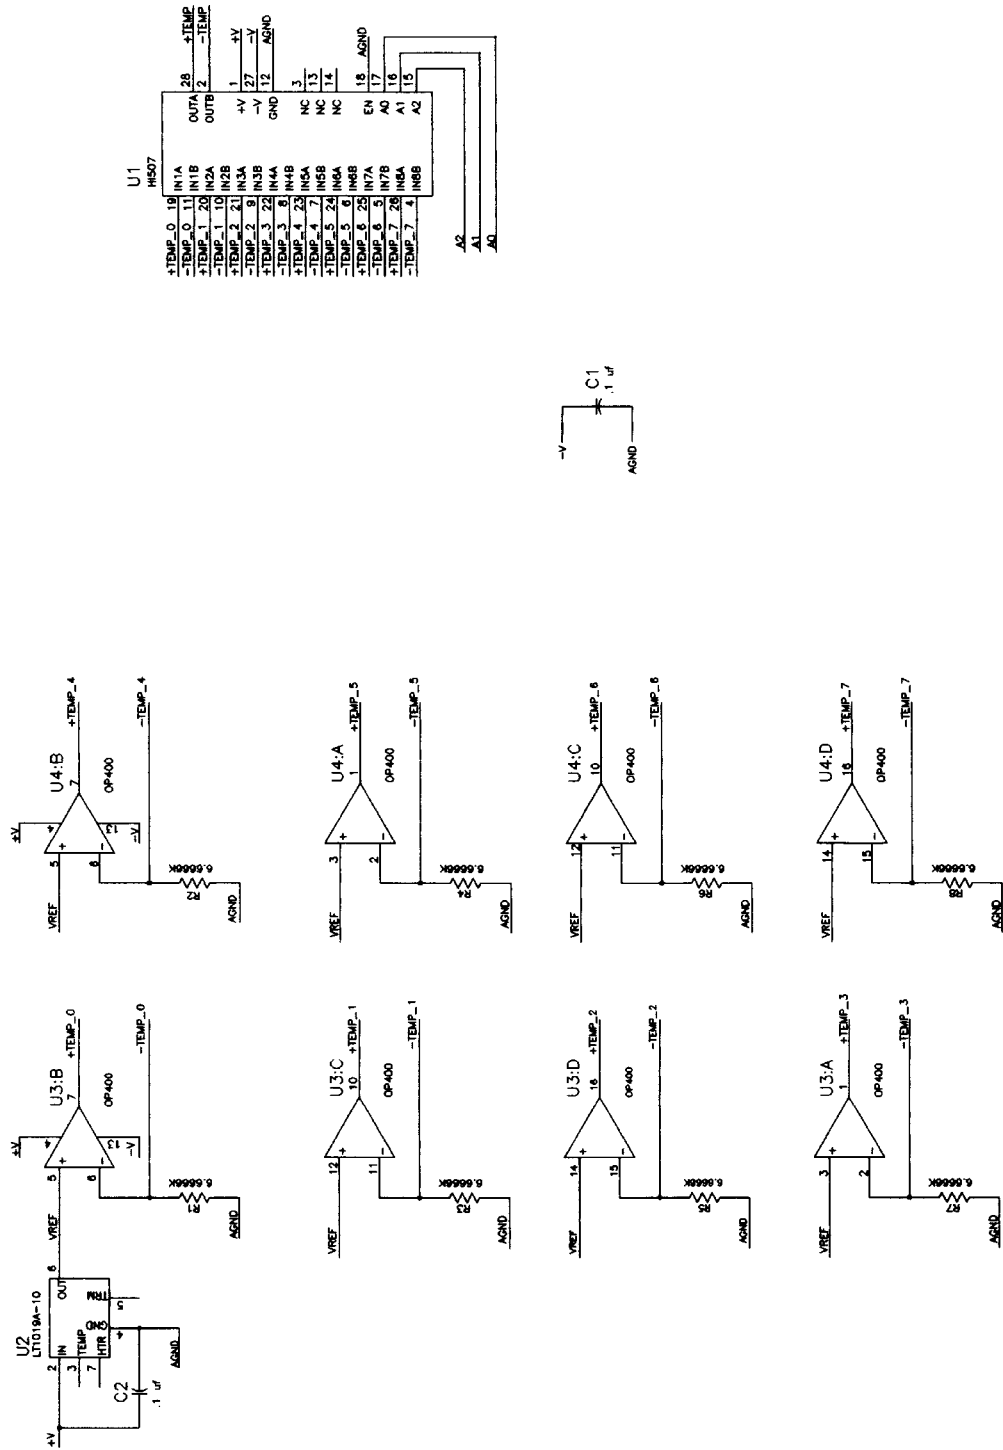 U2
LT1019A-10
+V
2
IN
OUT
6
3
TEMP
7
HTR
TRM
5
GND
4
C2
.1 uf
AGND
VREF
5
+
6
-
+V
4
13
-V
U3:B
7
+TEMP_0
OP400
-TEMP_0
R1
6.6666K
AGND
VREF
12
+
11
-
U3:C
10
+TEMP_1
OP400
-TEMP_1
R3
6.6666K
AGND
VREF
14
+
15
-
U3:D
16
+TEMP_2
OP400
-TEMP_2
R5
6.6666K
AGND
VREF
3
+
2
-
U3:A
1
+TEMP_3
OP400
-TEMP_3
R7
6.6666K
AGND
VREF
5
+
6
-
+V
4
13
-V
U4:B
7
+TEMP_4
OP400
-TEMP_4
R2
6.6666K
AGND
VREF
3
+
2
-
U4:A
1
+TEMP_5
OP400
-TEMP_5
R4
6.6666K
AGND
VREF
12
+
11
-
U4:C
10
+TEMP_6
OP400
-TEMP_6
R6
6.6666K
AGND
VREF
14
+
15
-
U4:D
16
+TEMP_7
OP400
-TEMP_7
R8
6.6666K
AGND
-V
C1
.1 uf
AGND
U1
HI507
+TEMP_0 19 IN1A
-TEMP_0 11 IN1B
+TEMP_1 20 IN2A
-TEMP_1 10 IN2B
+TEMP_2 21 IN3A
-TEMP_2 9 IN3B
+TEMP_3 22 IN4A
-TEMP_3 8 IN4B
+TEMP_4 23 IN5A
-TEMP_4 7 IN5B
+TEMP_5 24 IN6A
-TEMP_5 6 IN6B
+TEMP_6 25 IN7A
-TEMP_6 5 IN7B
+TEMP_7 26 IN8A
-TEMP_7 4 IN8B
OUTA 28 +TEMP
OUTB 2 -TEMP
+V 1 +V
-V 27 -V
GND 12 AGND
NC 3
NC 13
NC 14
EN 18 AGND
A0 17
A1 16
A2 15
A2
A1
A0